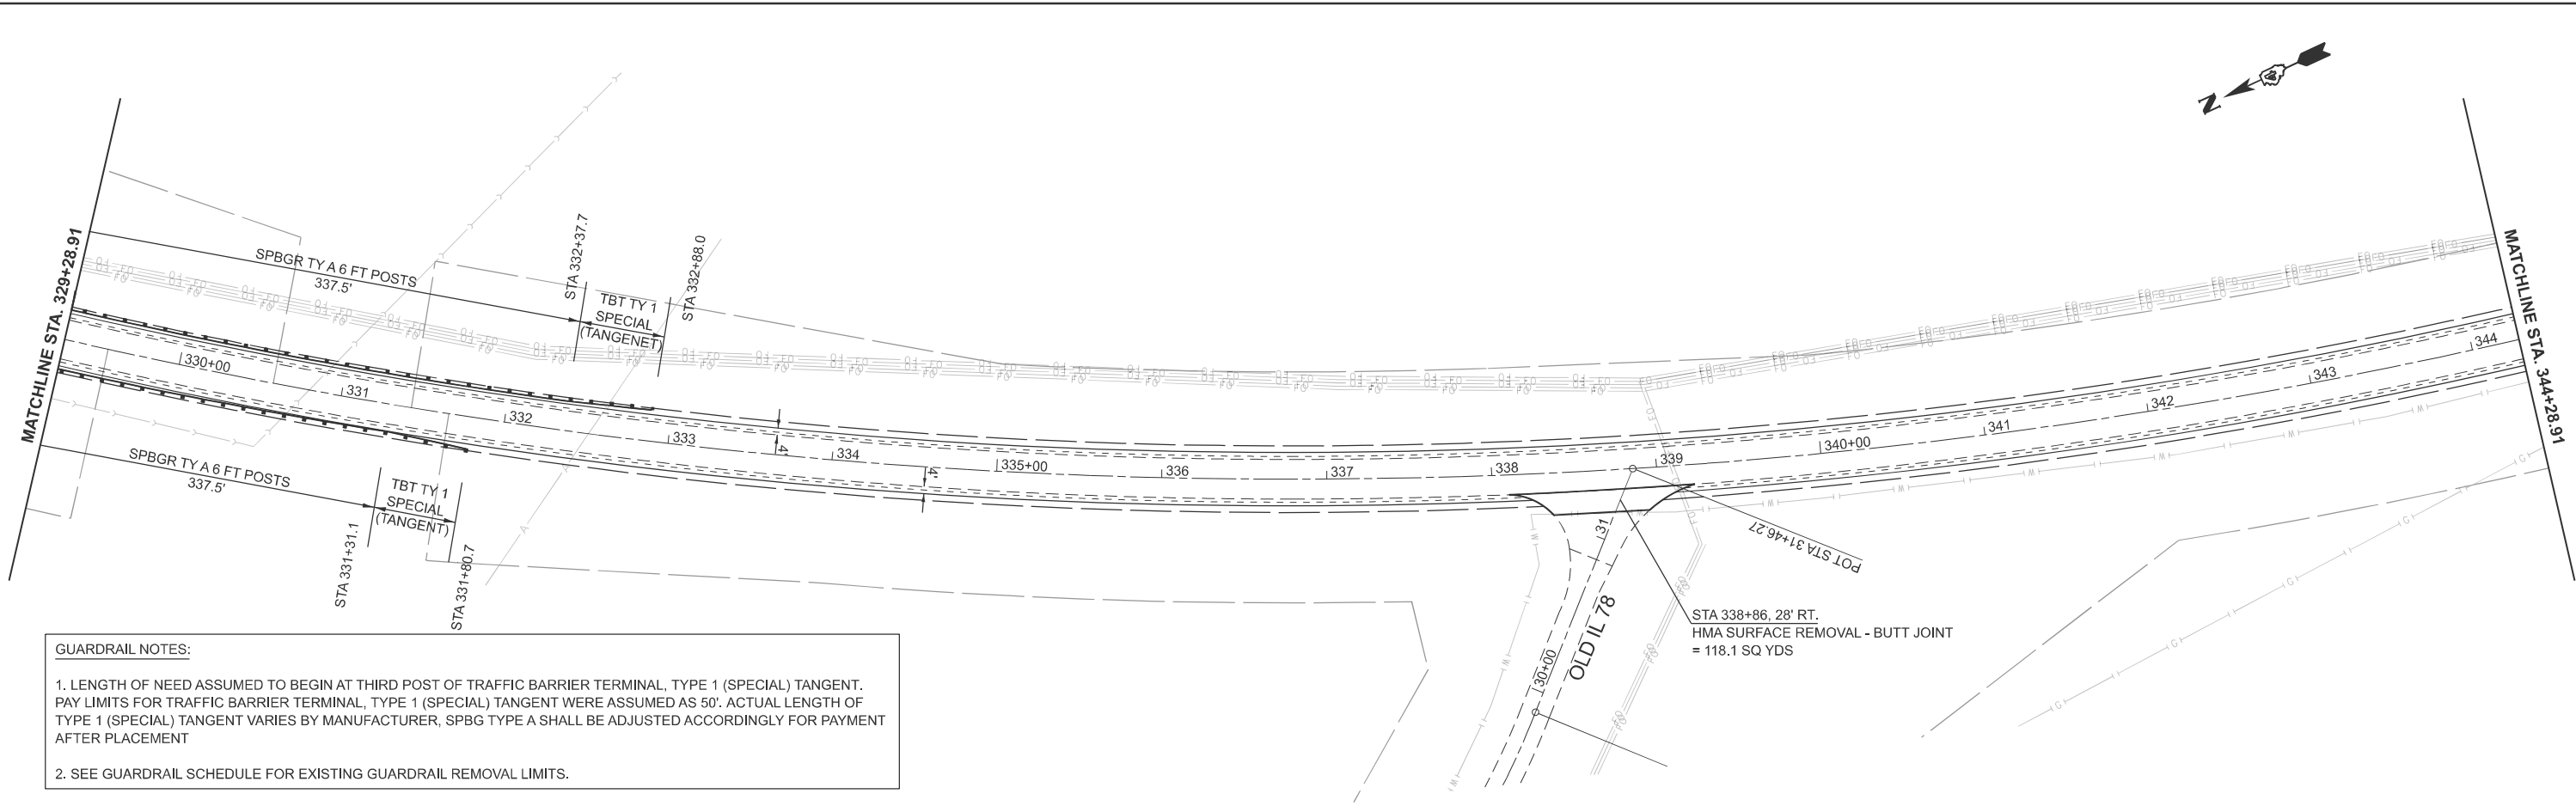 N
MATCHLINE STA. 329+28.91
SPBGR TY A 6 FT POSTS
337.5'
STA 332+37.7
TBT TY 1
SPECIAL
(TANGENET)
STA 332+88.0
330+00
331
332
333
334
335+00
336
337
338
339
340+00
341
342
343
344
4'
4'
MATCHLINE STA. 344+28.91
SPBGR TY A 6 FT POSTS
337.5'
STA 331+31.1
TBT TY 1
SPECIAL
(TANGENT)
STA 331+80.7
31
30+00
OLD IL 78
POT STA 31+46.27
STA 338+86, 28' RT.
HMA SURFACE REMOVAL - BUTT JOINT
= 118.1 SQ YDS
GUARDRAIL NOTES:
1. LENGTH OF NEED ASSUMED TO BEGIN AT THIRD POST OF TRAFFIC BARRIER TERMINAL, TYPE 1 (SPECIAL) TANGENT.
PAY LIMITS FOR TRAFFIC BARRIER TERMINAL, TYPE 1 (SPECIAL) TANGENT WERE ASSUMED AS 50'. ACTUAL LENGTH OF
TYPE 1 (SPECIAL) TANGENT VARIES BY MANUFACTURER, SPBG TYPE A SHALL BE ADJUSTED ACCORDINGLY FOR PAYMENT
AFTER PLACEMENT
2. SEE GUARDRAIL SCHEDULE FOR EXISTING GUARDRAIL REMOVAL LIMITS.